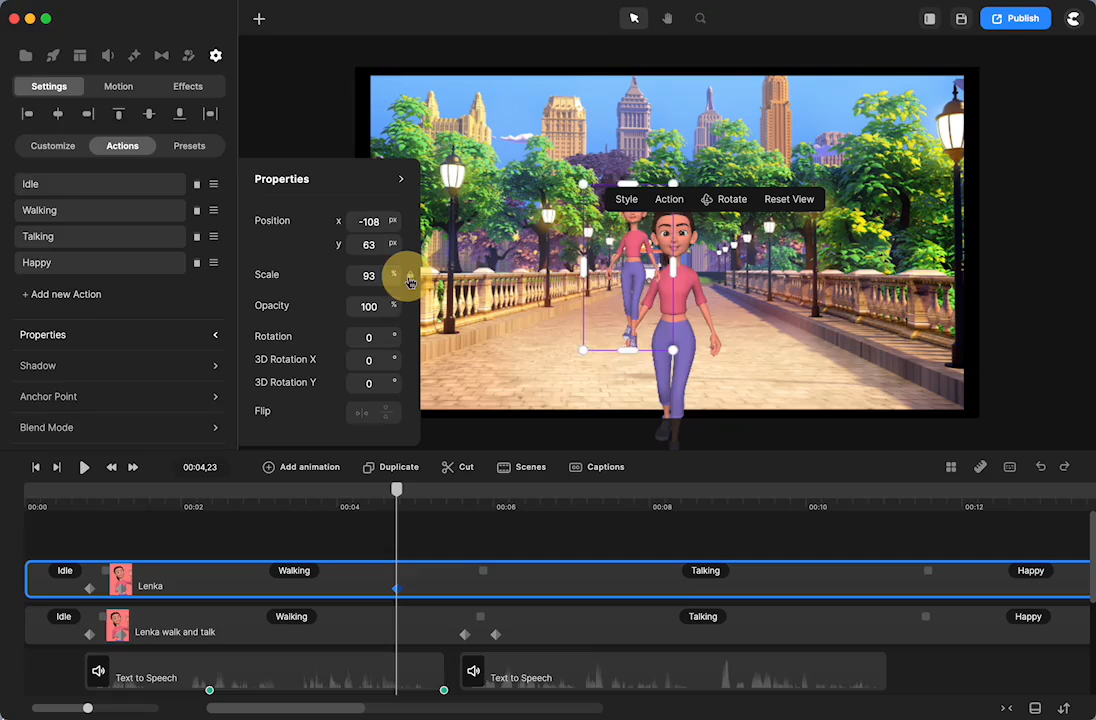 Publish
Settings Motion Effects
Customize Actions Presets
Idle
Walking
Talking
Happy
+ Add new Action
Properties
Shadow
Anchor Point
Blend Mode
Properties
Position x -108 px
y 63 px
Scale 93 %
Opacity 100 %
Rotation 0 °
3D Rotation X 0 °
3D Rotation Y 0 °
Flip
Style Action Rotate Reset View
00:04,23 Add animation Duplicate Cut Scenes Captions
00:00 00:02 00:04 00:06 00:08 00:10 00:12
Idle Walking Talking Happy
Lenka
Idle Walking Talking Happy
Lenka walk and talk
Text to Speech Text to Speech